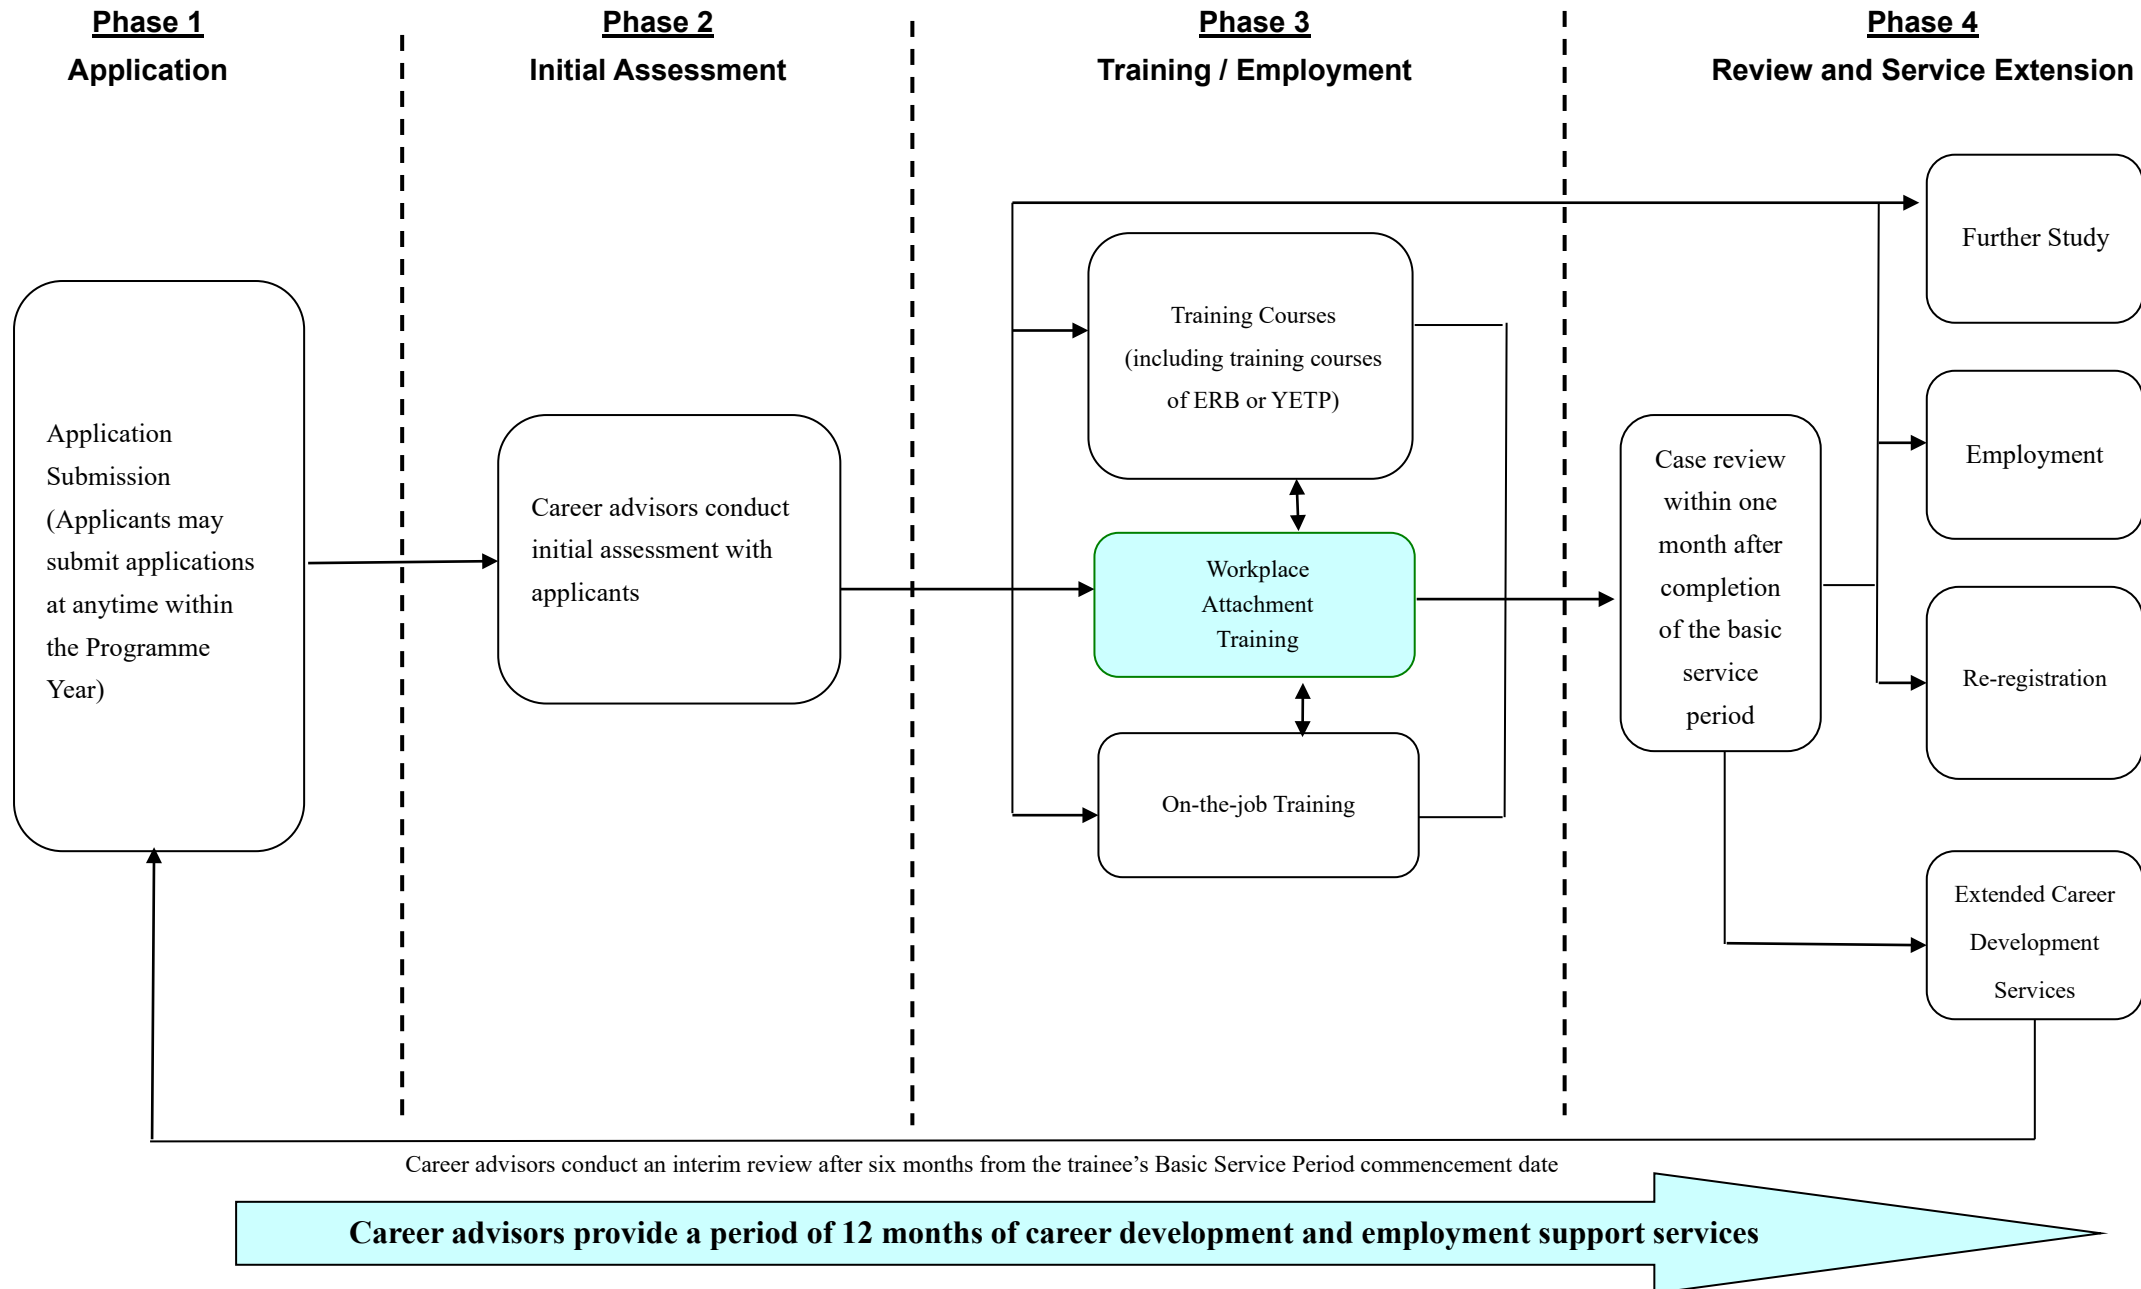 Phase 1
Application
Phase 2
Initial Assessment
Phase 3
Training / Employment
Phase 4
Review and Service Extension
Application
Submission
(Applicants may
submit applications
at anytime within
the Programme
Year)
Career advisors conduct
initial assessment with
applicants
Training Courses
(including training courses
of ERB or YETP)
Workplace
Attachment
Training
On-the-job Training
Case review
within one
month after
completion
of the basic
service
period
Further Study
Employment
Re-registration
Extended Career
Development
Services
Career advisors conduct an interim review after six months from the trainee’s Basic Service Period commencement date
Career advisors provide a period of 12 months of career development and employment support services